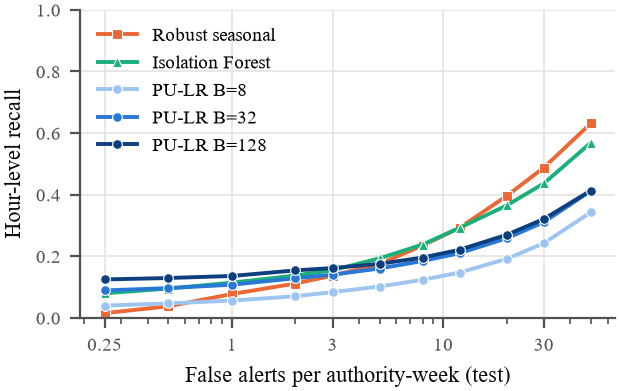 1.0
0.8
0.6
0.4
0.2
0.0
Hour-level recall
Robust seasonal
Isolation Forest
PU-LR B=8
PU-LR B=32
PU-LR B=128
0.25
1
3
10
30
False alerts per authority-week (test)